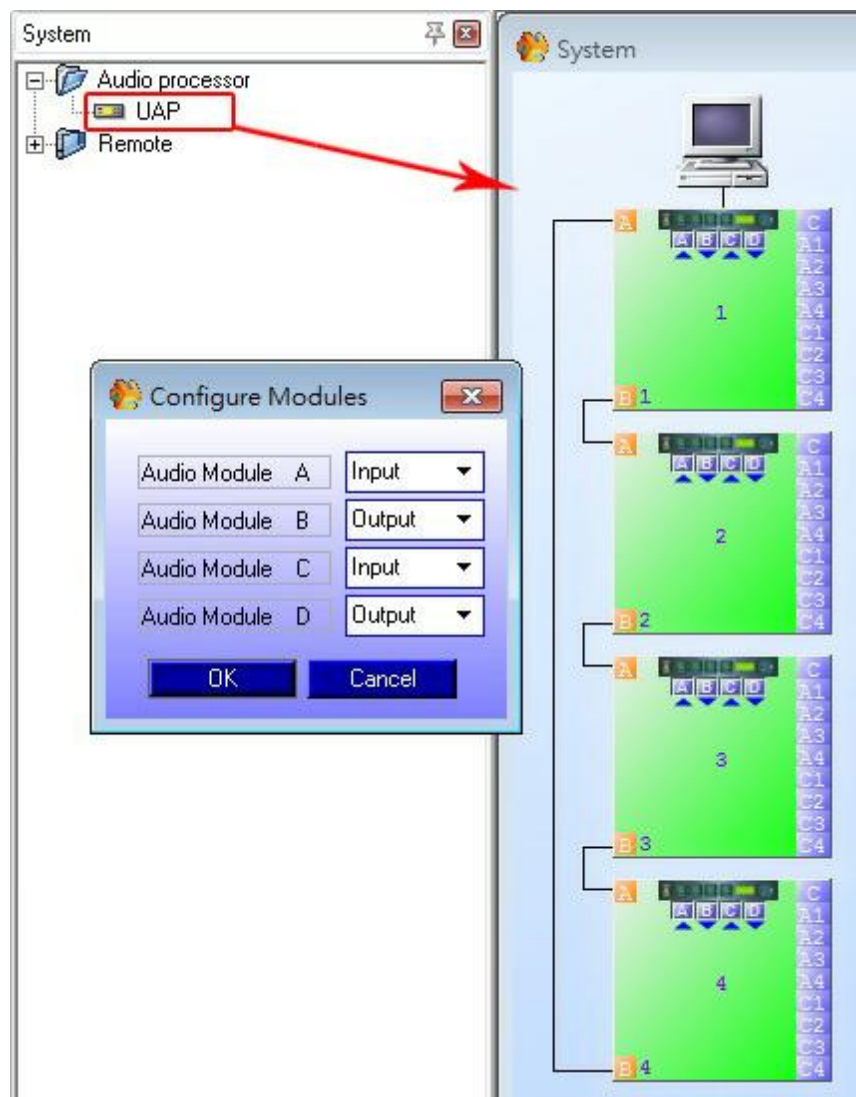 System
Audio processor
UAP
Remote
System
A
C
A B C D
A1
A2
A3
1
A4
C1
C2
C3
B 1
C4
A
C
A B C D
A1
A2
A3
2
A4
C1
C2
C3
B 2
C4
A
C
A B C D
A1
A2
A3
3
A4
C1
C2
C3
B 3
C4
A
C
A B C D
A1
A2
A3
4
A4
C1
C2
C3
B 4
C4
Configure Modules
Audio Module A Input
Audio Module B Output
Audio Module C Input
Audio Module D Output
OK Cancel